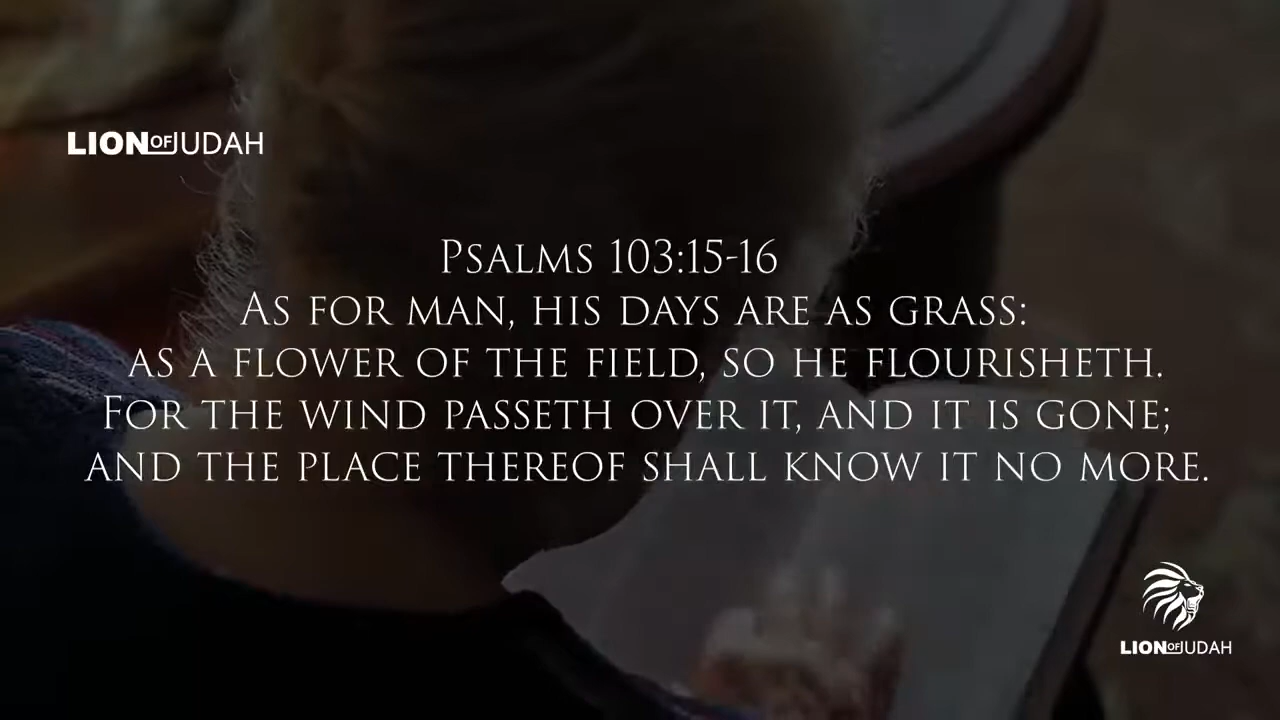 LION OF JUDAH
Psalms 103:15-16
As for man, his days are as grass:
as a flower of the field, so he flourisheth.
For the wind passeth over it, and it is gone;
and the place thereof shall know it no more.
LION OF JUDAH